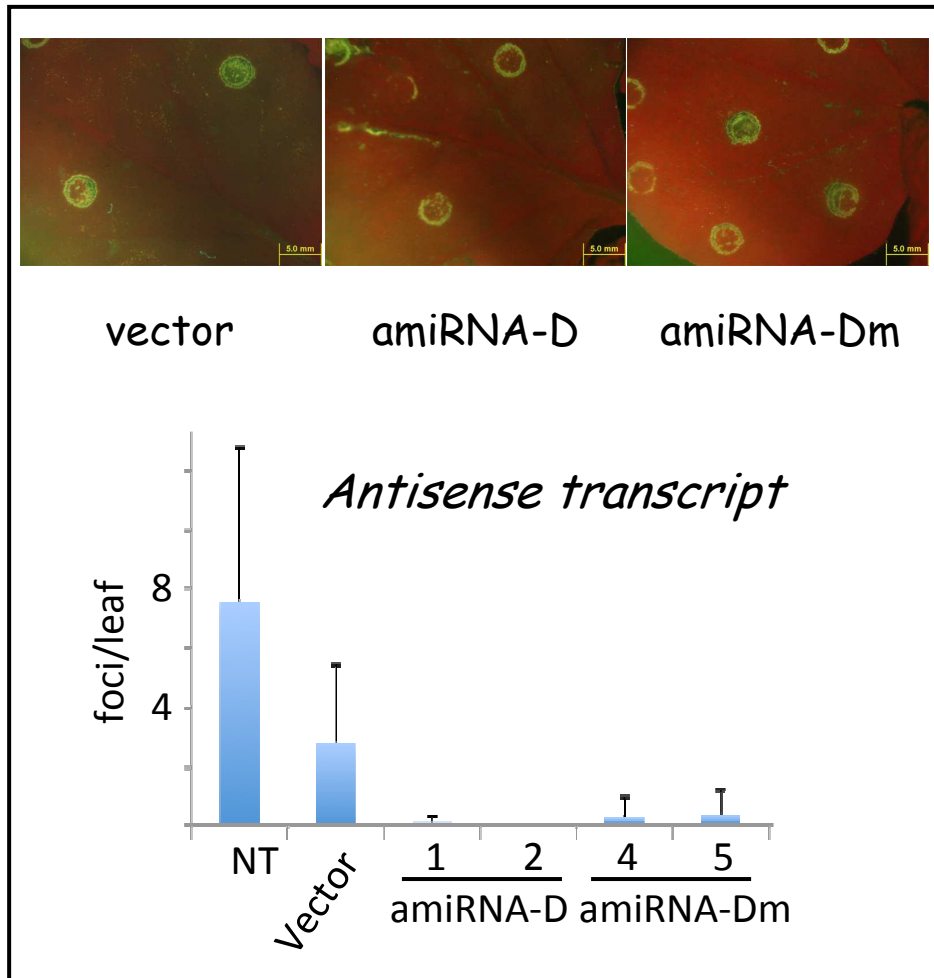 5.0 mm 5.0 mm 5.0 mm
vector amiRNA-D amiRNA-Dm
Antisense transcript
foci/leaf
8
4
NT Vector 1 2 4 5
amiRNA-D amiRNA-Dm